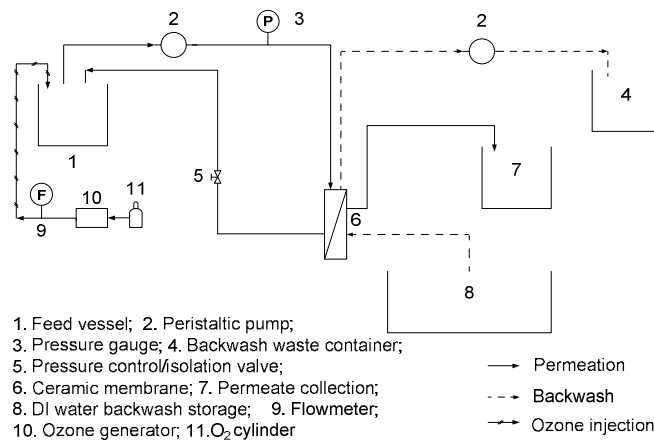 2
P
3
2
4
1
5
7
F
10
11
6
9
8
1. Feed vessel; 2. Peristaltic pump;
3. Pressure gauge; 4. Backwash waste container;
5. Pressure control/isolation valve;
6. Ceramic membrane; 7. Permeate collection;
8. DI water backwash storage; 9. Flowmeter;
10. Ozone generator; 11.O₂ cylinder
Permeation
Backwash
Ozone injection